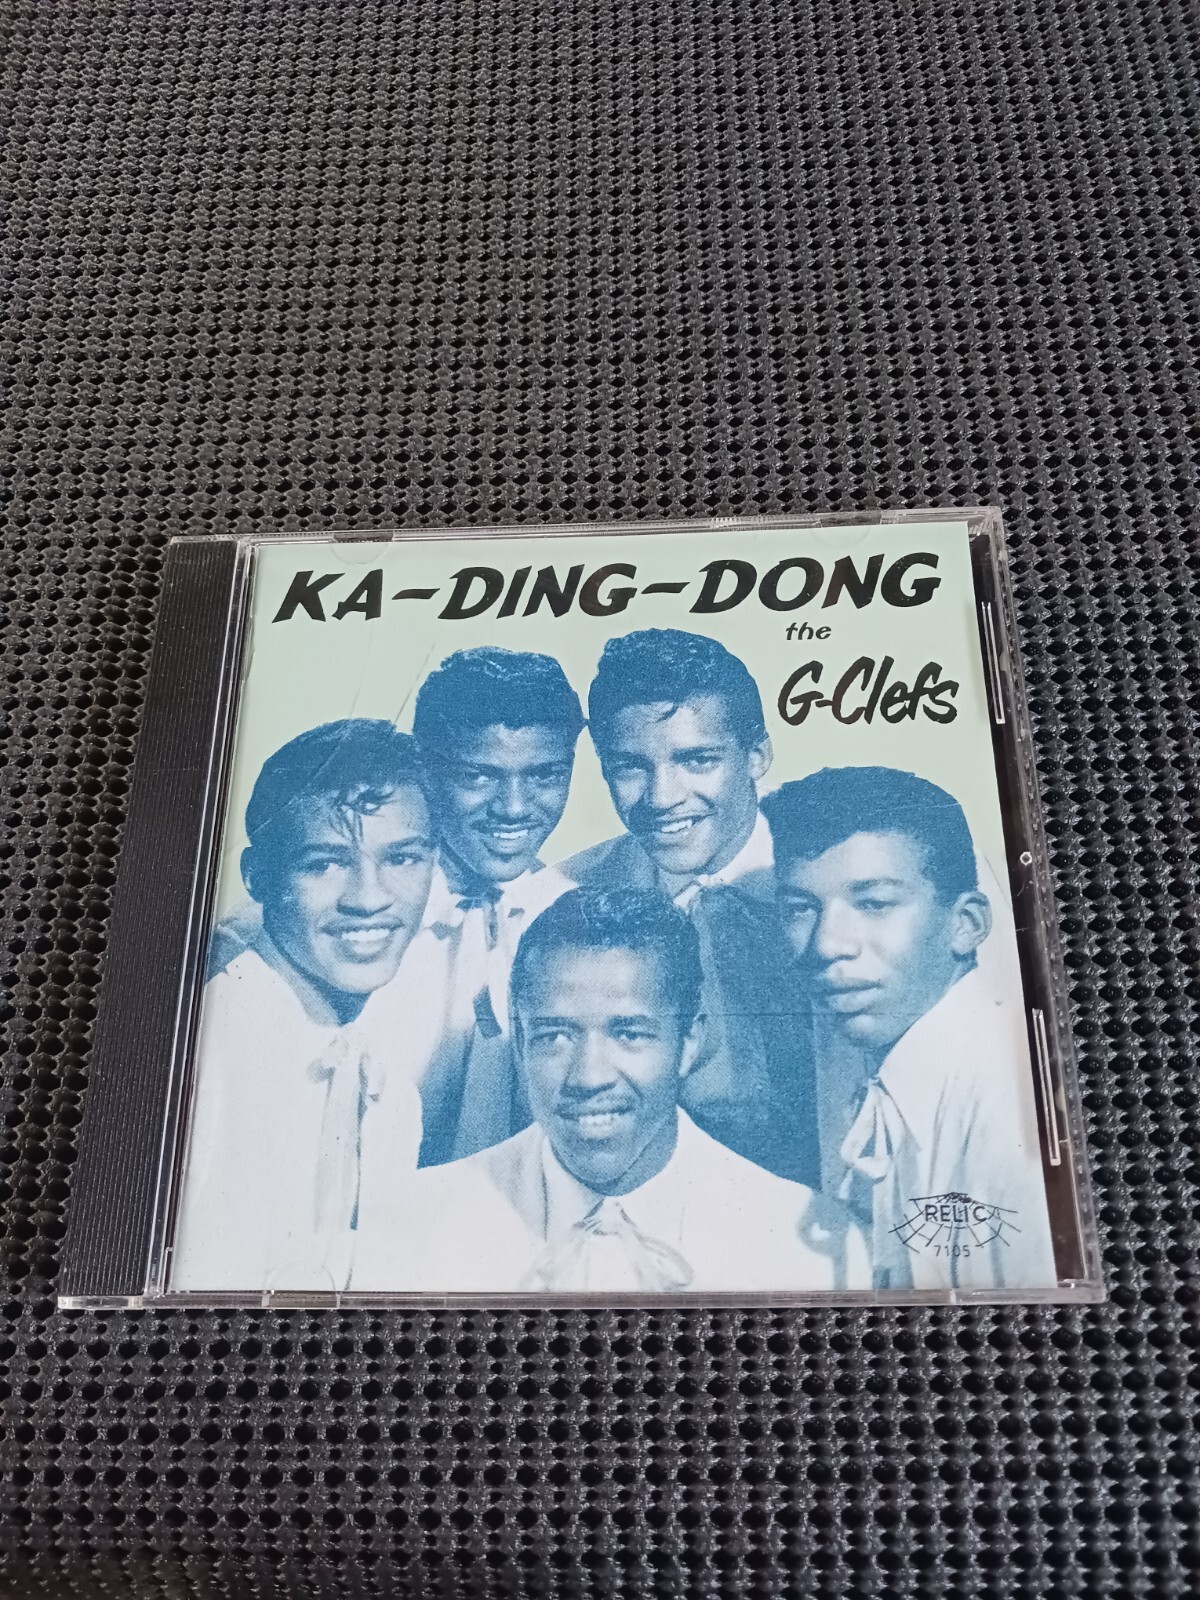 KA-DING-DONG
the
G-Clefs
RELIC
7105